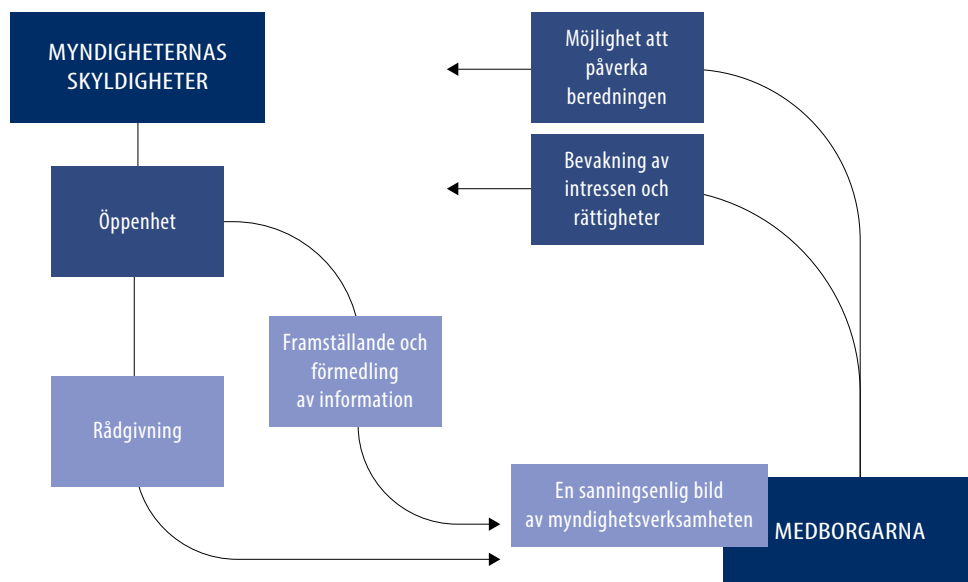 MYNDIGHETERNAS
SKYLDIGHETER
Möjlighet att
påverka
beredningen
Bevakning av
intressen och
rättigheter
Öppenhet
Framställande och
förmedling
av information
Rådgivning
En sanningsenlig bild
av myndighetsverksamheten
MEDBORGARNA